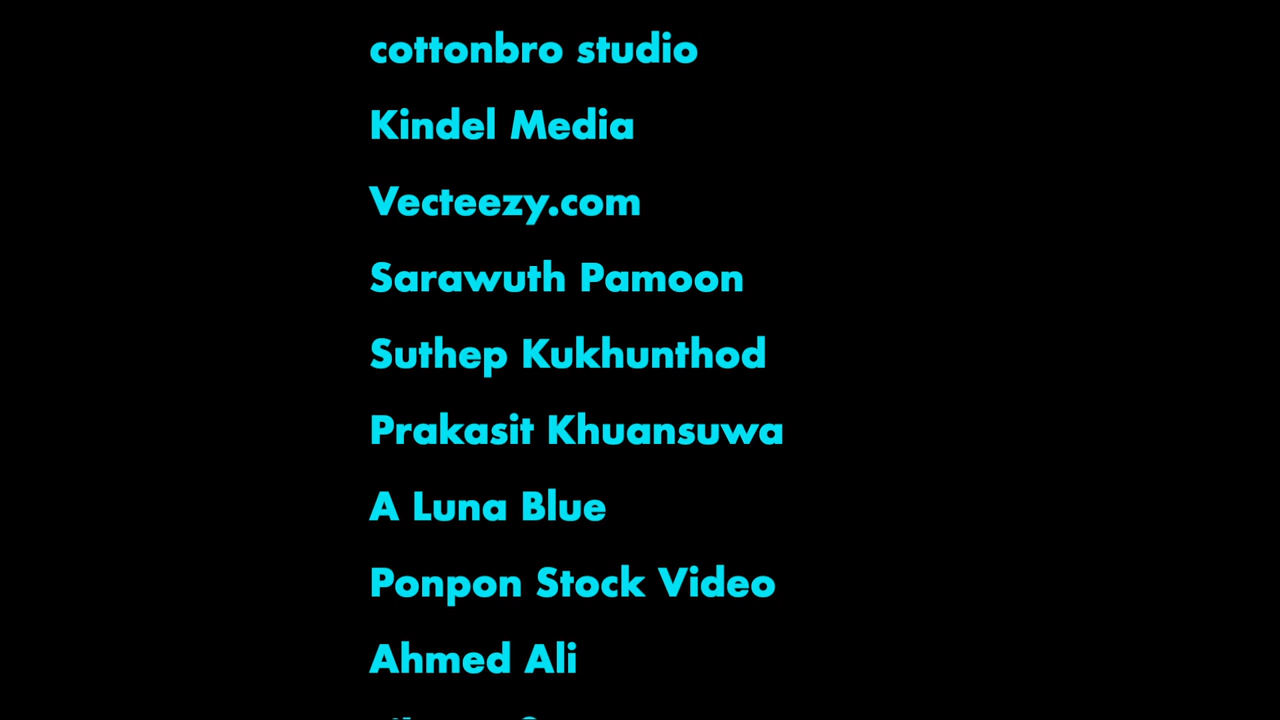 cottonbro studio
Kindel Media
Vecteezy.com
Sarawuth Pamoon
Suthep Kukhunthod
Prakasit Khuansuwa
A Luna Blue
Ponpon Stock Video
Ahmed Ali